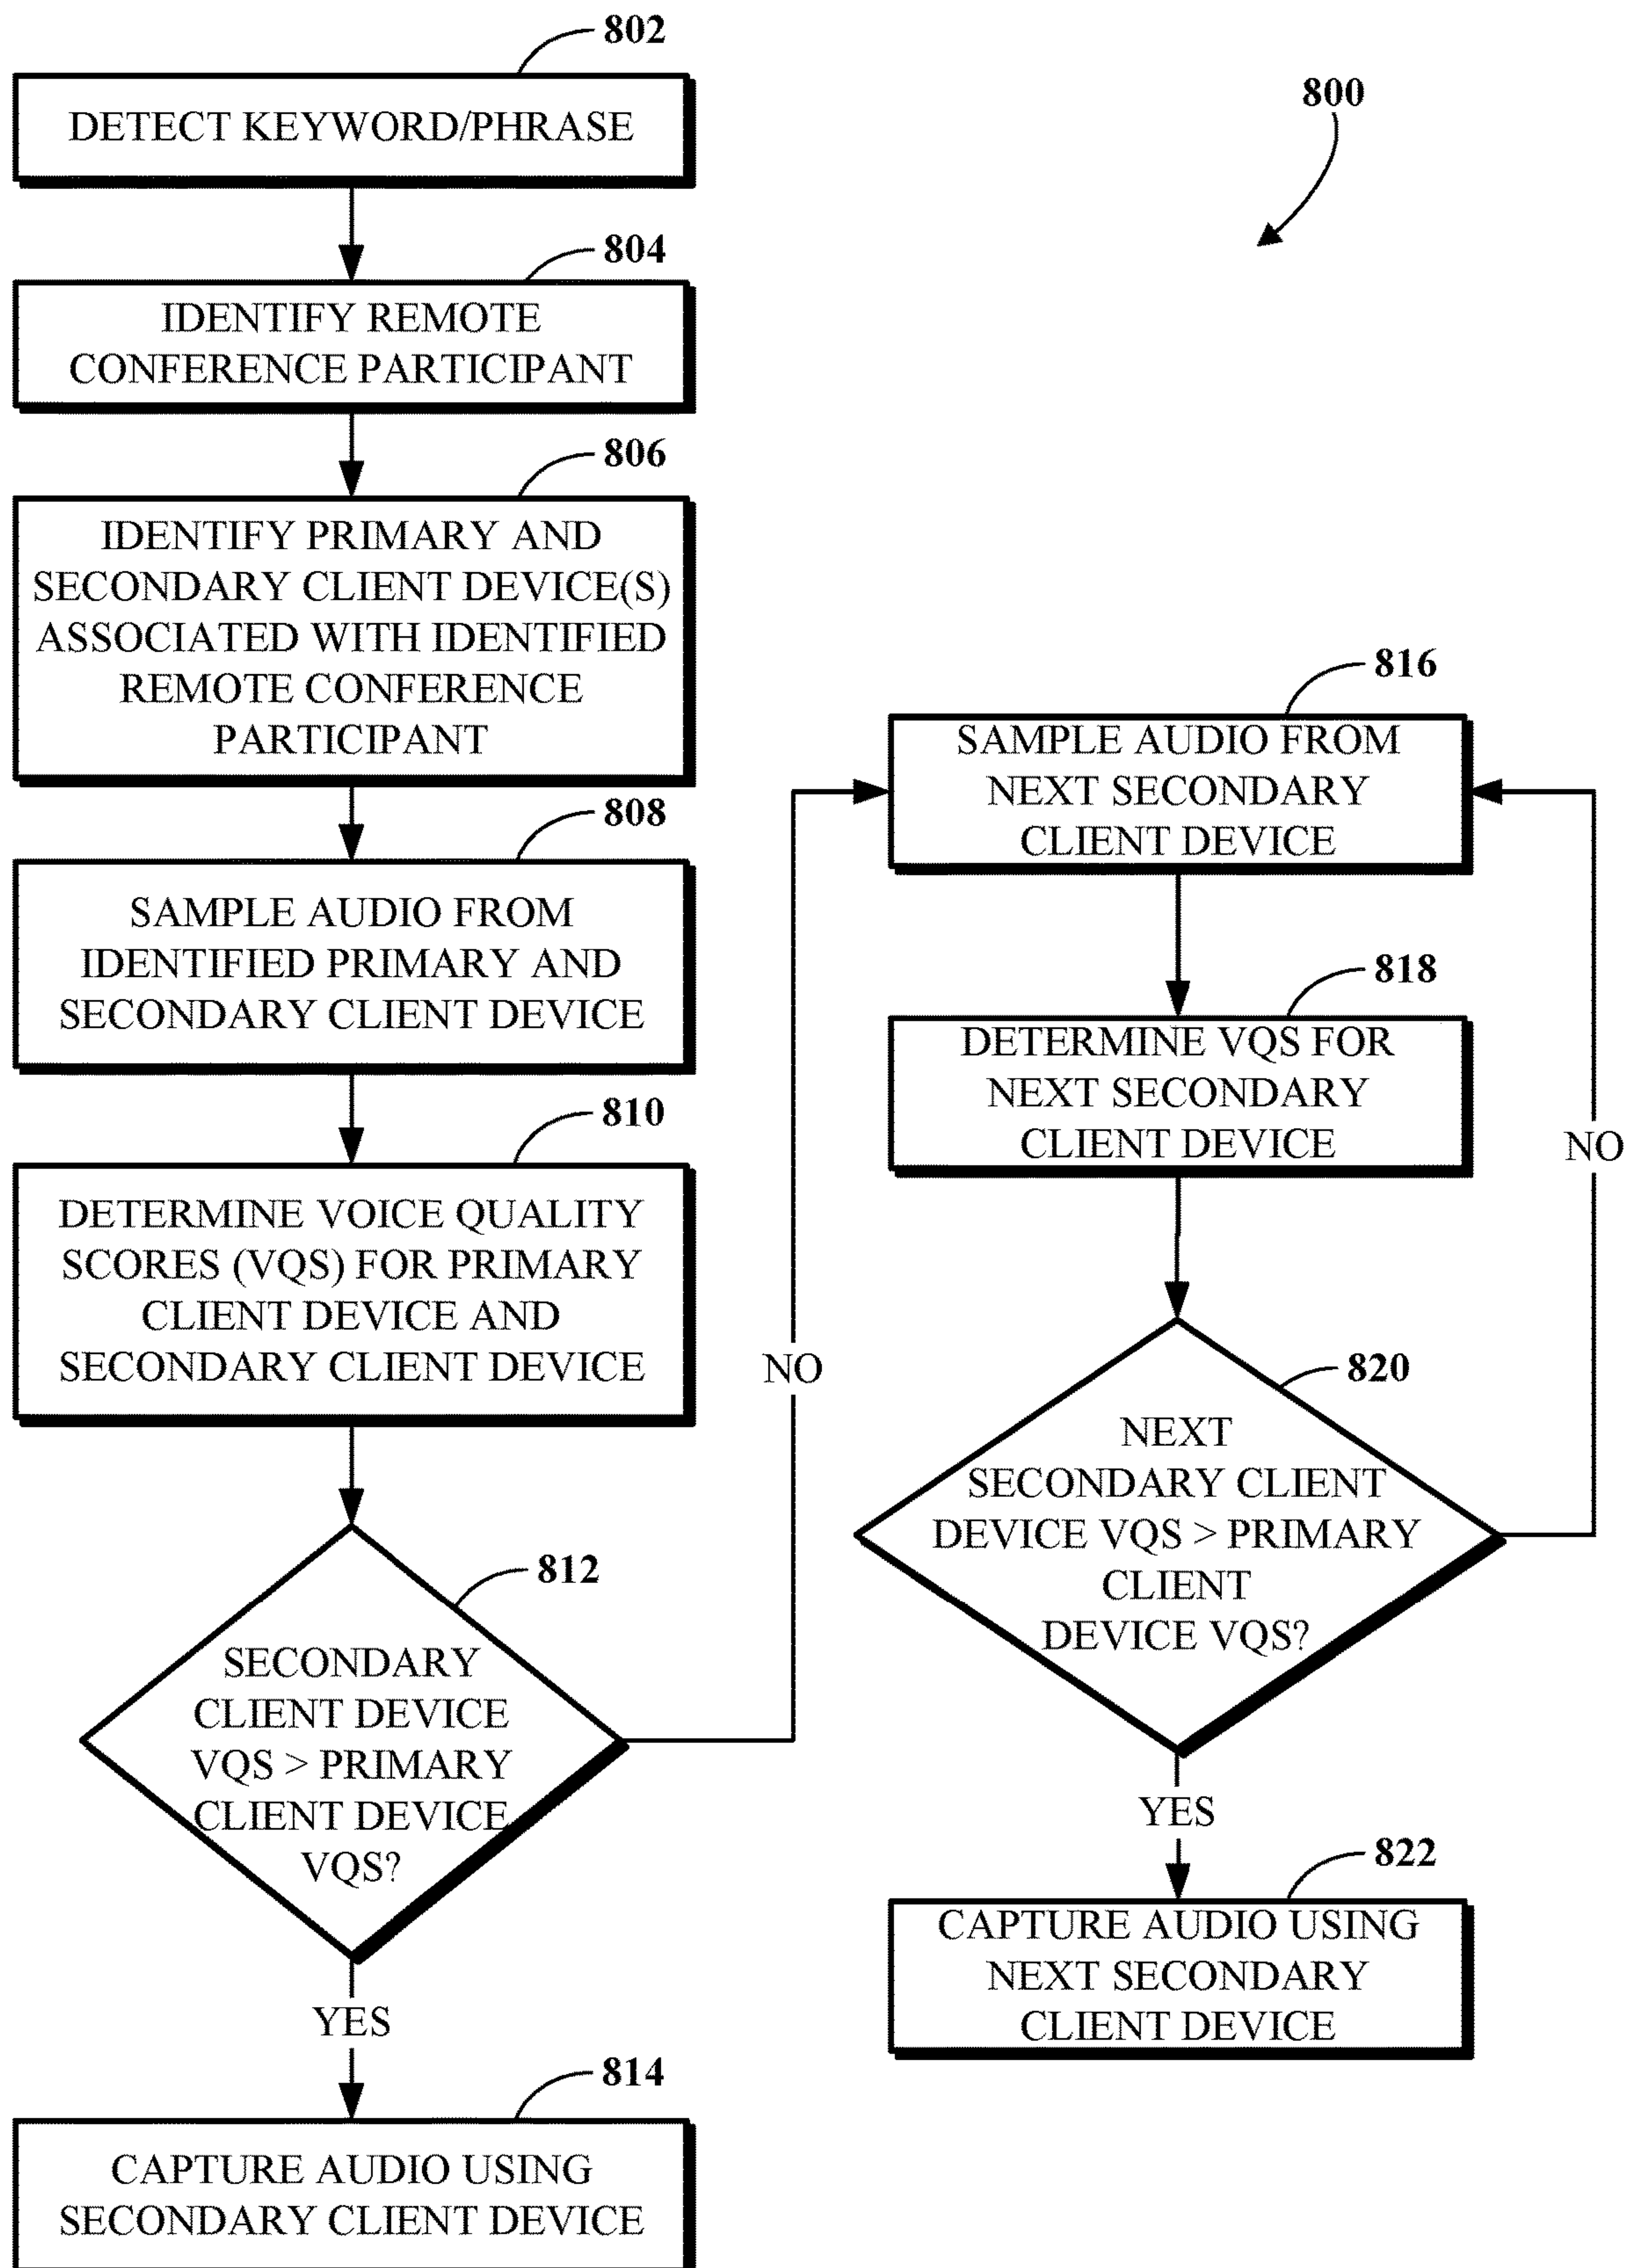 802
DETECT KEYWORD/PHRASE
800
804
IDENTIFY REMOTE
CONFERENCE PARTICIPANT
806
IDENTIFY PRIMARY AND
SECONDARY CLIENT DEVICE(S)
ASSOCIATED WITH IDENTIFIED
REMOTE CONFERENCE
PARTICIPANT
808
SAMPLE AUDIO FROM
IDENTIFIED PRIMARY AND
SECONDARY CLIENT DEVICE
810
DETERMINE VOICE QUALITY
SCORES (VQS) FOR PRIMARY
CLIENT DEVICE AND
SECONDARY CLIENT DEVICE
812
SECONDARY
CLIENT DEVICE
VQS > PRIMARY
CLIENT DEVICE
VQS?
NO
YES
814
CAPTURE AUDIO USING
SECONDARY CLIENT DEVICE
816
SAMPLE AUDIO FROM
NEXT SECONDARY
CLIENT DEVICE
818
DETERMINE VQS FOR
NEXT SECONDARY
CLIENT DEVICE
NO
820
NEXT
SECONDARY CLIENT
DEVICE VQS > PRIMARY
CLIENT
DEVICE VQS?
YES
822
CAPTURE AUDIO USING
NEXT SECONDARY
CLIENT DEVICE